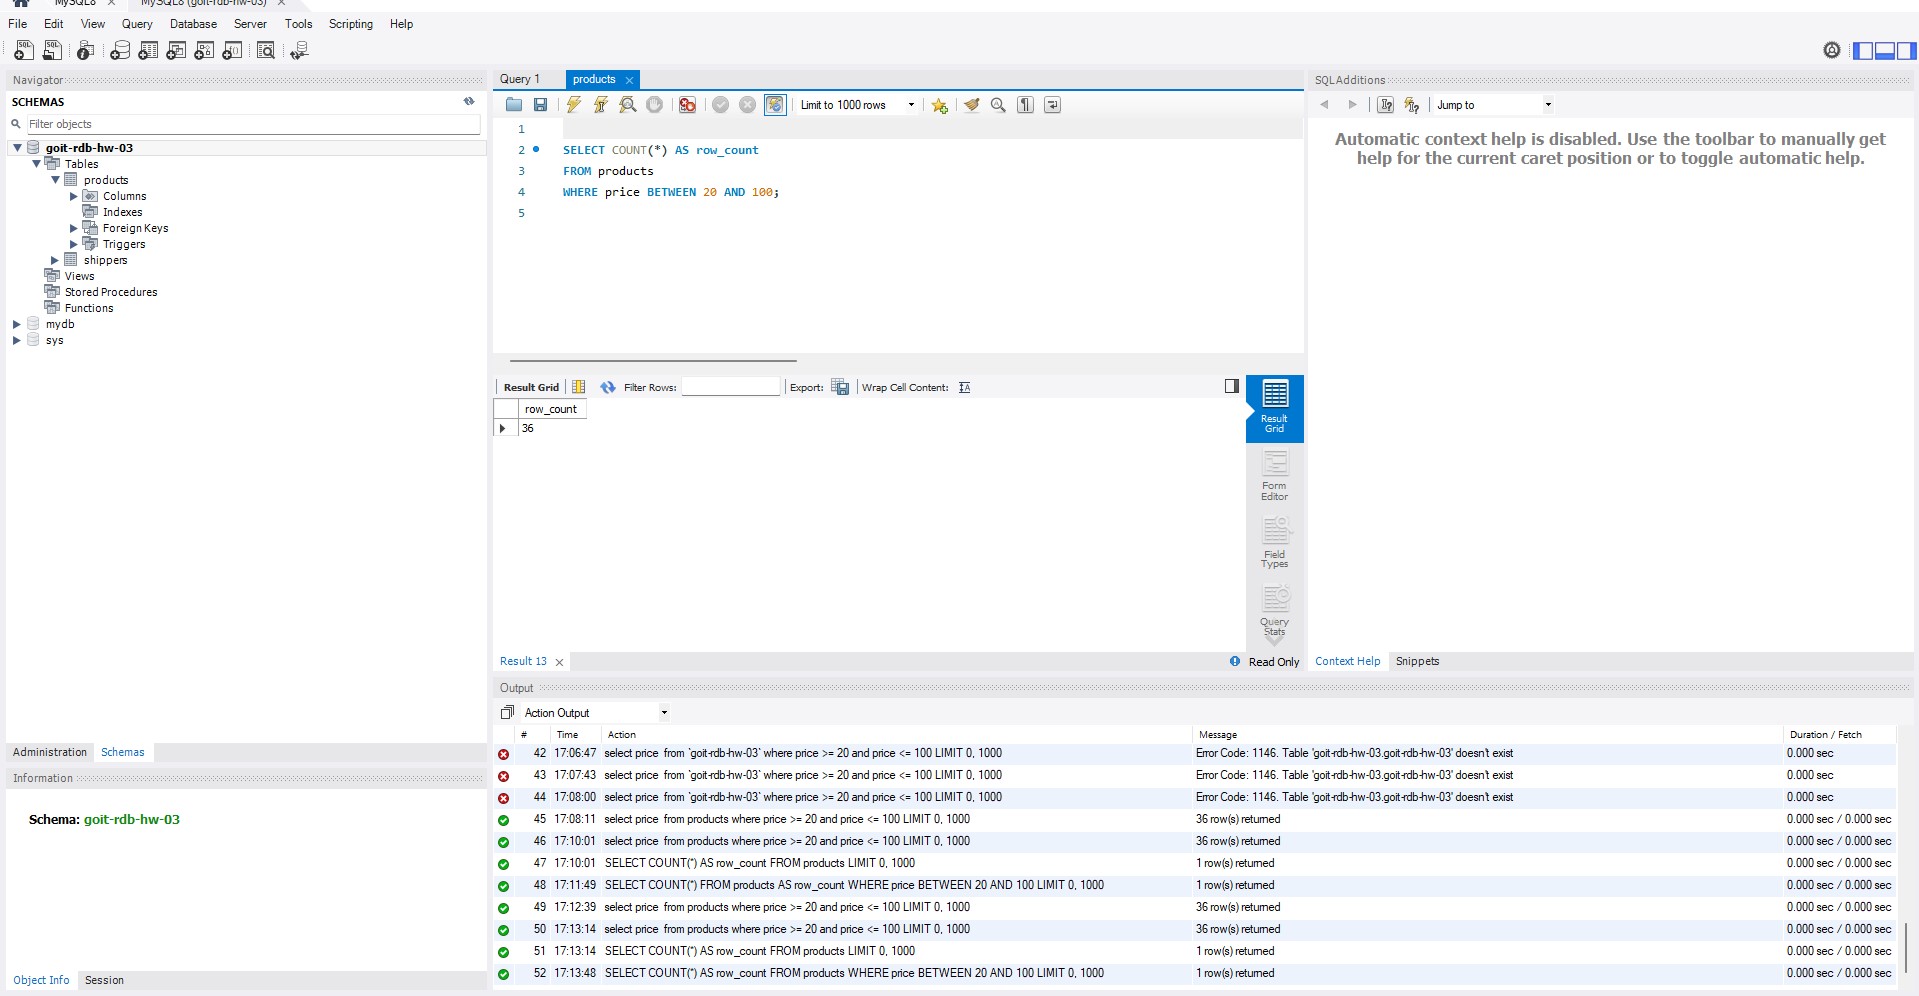 MySQL8
MySQL8 (goit-rdb-hw-03)
File Edit View Query Database Server Tools Scripting Help
Navigator
SCHEMAS
Filter objects
goit-rdb-hw-03
Tables
products
Columns
Indexes
Foreign Keys
Triggers
shippers
Views
Stored Procedures
Functions
mydb
sys
Administration Schemas
Information
Schema: goit-rdb-hw-03
Object Info Session
Query 1 products
Limit to 1000 rows
1
2 SELECT COUNT(*) AS row_count
3 FROM products
4 WHERE price BETWEEN 20 AND 100;
5
Result Grid Filter Rows: Export: Wrap Cell Content:
row_count
36
Result Grid
Form Editor
Field Types
Query Stats
Result 13 Read Only
SQLAdditions
Jump to
Automatic context help is disabled. Use the toolbar to manually get
help for the current caret position or to toggle automatic help.
Context Help Snippets
Output
Action Output
# Time Action Message Duration / Fetch
42 17:06:47 select price from `goit-rdb-hw-03` where price >= 20 and price <= 100 LIMIT 0, 1000 Error Code: 1146. Table 'goit-rdb-hw-03.goit-rdb-hw-03' doesn't exist 0.000 sec
43 17:07:43 select price from `goit-rdb-hw-03` where price >= 20 and price <= 100 LIMIT 0, 1000 Error Code: 1146. Table 'goit-rdb-hw-03.goit-rdb-hw-03' doesn't exist 0.000 sec
44 17:08:00 select price from `goit-rdb-hw-03` where price >= 20 and price <= 100 LIMIT 0, 1000 Error Code: 1146. Table 'goit-rdb-hw-03.goit-rdb-hw-03' doesn't exist 0.000 sec
45 17:08:11 select price from products where price >= 20 and price <= 100 LIMIT 0, 1000 36 row(s) returned 0.000 sec / 0.000 sec
46 17:10:01 select price from products where price >= 20 and price <= 100 LIMIT 0, 1000 36 row(s) returned 0.000 sec / 0.000 sec
47 17:10:01 SELECT COUNT(*) AS row_count FROM products LIMIT 0, 1000 1 row(s) returned 0.000 sec / 0.000 sec
48 17:11:49 SELECT COUNT(*) FROM products AS row_count WHERE price BETWEEN 20 AND 100 LIMIT 0, 1000 1 row(s) returned 0.000 sec / 0.000 sec
49 17:12:39 select price from products where price >= 20 and price <= 100 LIMIT 0, 1000 36 row(s) returned 0.000 sec / 0.000 sec
50 17:13:14 select price from products where price >= 20 and price <= 100 LIMIT 0, 1000 36 row(s) returned 0.000 sec / 0.000 sec
51 17:13:14 SELECT COUNT(*) AS row_count FROM products LIMIT 0, 1000 1 row(s) returned 0.000 sec / 0.000 sec
52 17:13:48 SELECT COUNT(*) AS row_count FROM products WHERE price BETWEEN 20 AND 100 LIMIT 0, 1000 1 row(s) returned 0.000 sec / 0.000 sec